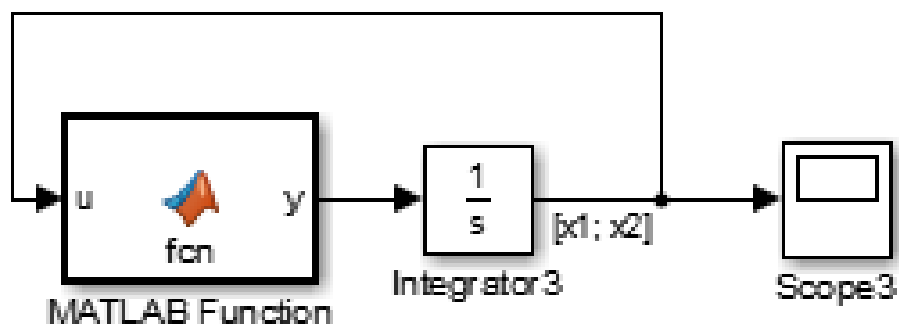 u
fcn
y
MATLAB Function
1
s
Integrator3
[x1; x2]
Scope3